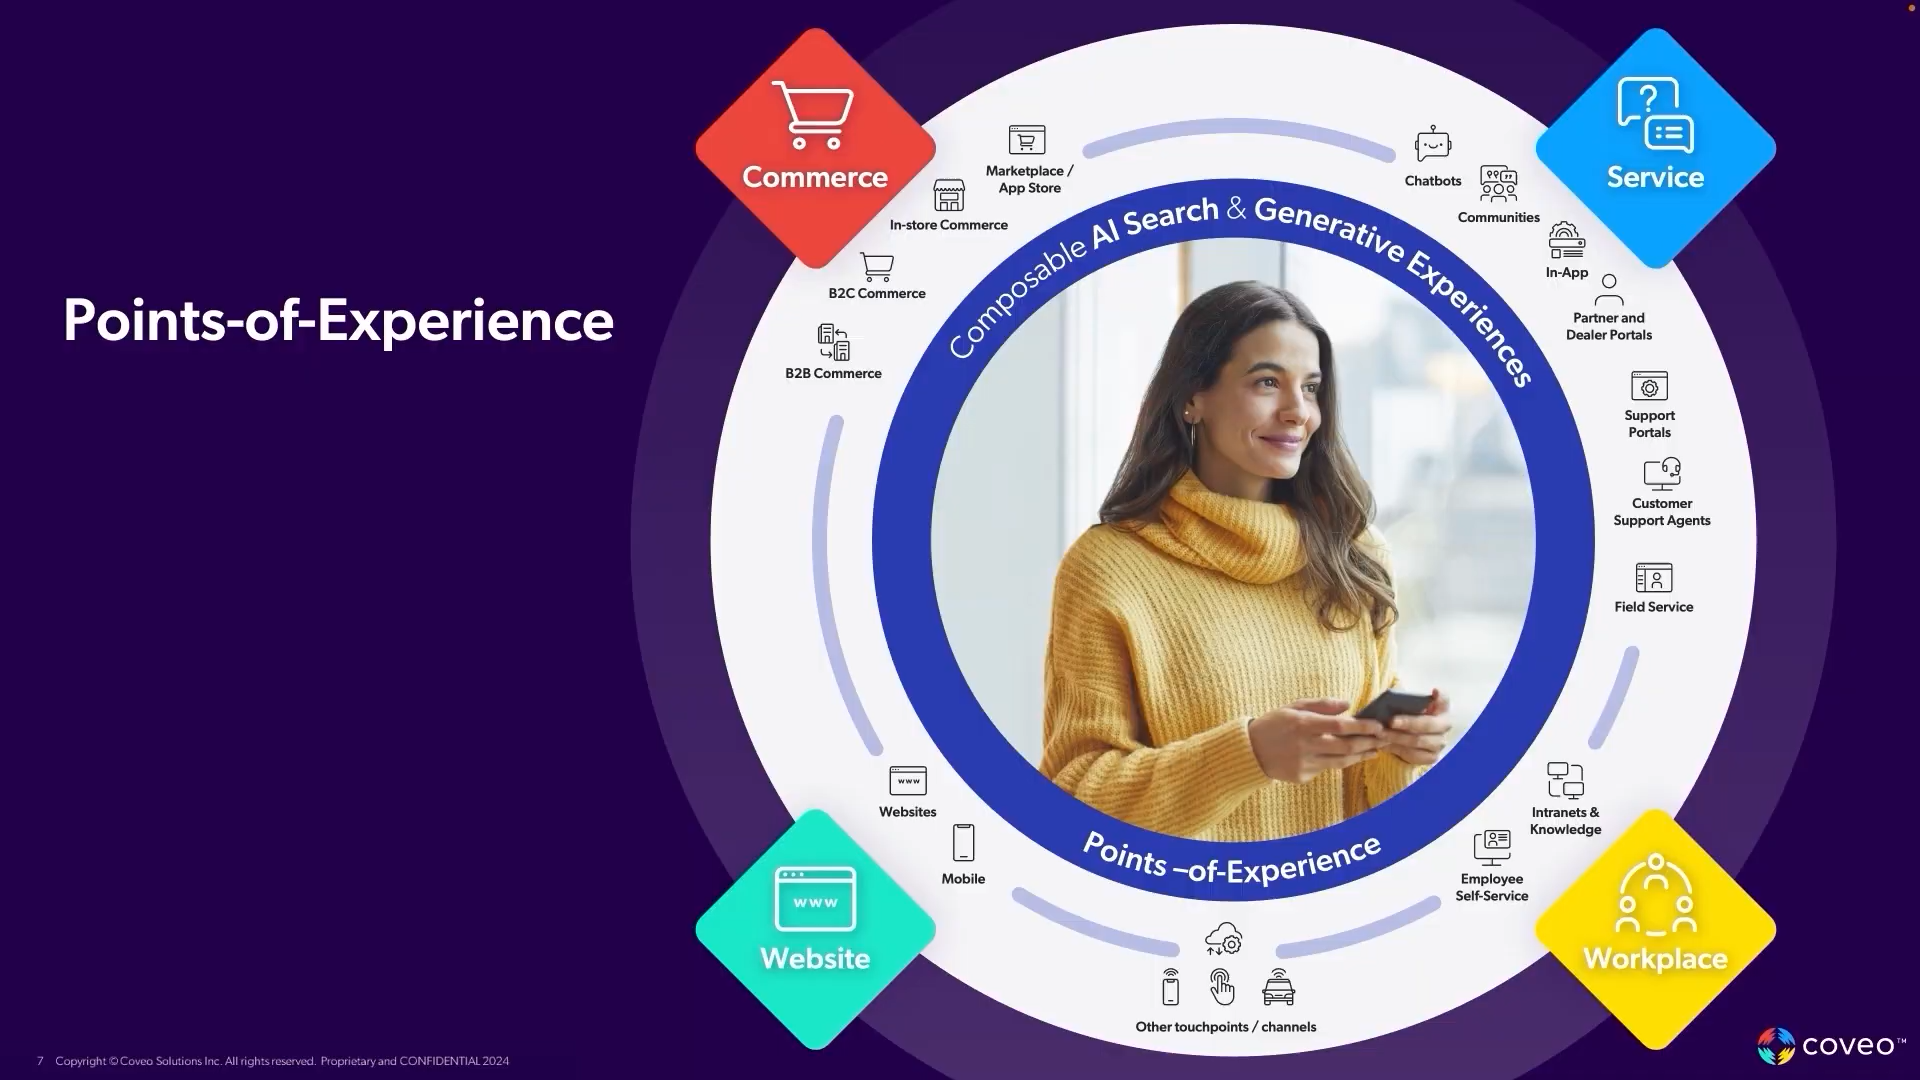 Points-of-Experience
Commerce
Service
Website
www
Workplace
Composable AI Search & Generative Experiences
Points –of-Experience
Marketplace /
App Store
In-store Commerce
B2C Commerce
B2B Commerce
Chatbots
Communities
In-App
Partner and
Dealer Portals
Support
Portals
Customer
Support Agents
Field Service
Intranets &
Knowledge
Employee
Self-Service
www
Websites
Mobile
Other touchpoints / channels
7 Copyright © Coveo Solutions Inc. All rights reserved. Proprietary and CONFIDENTIAL 2024
coveo™